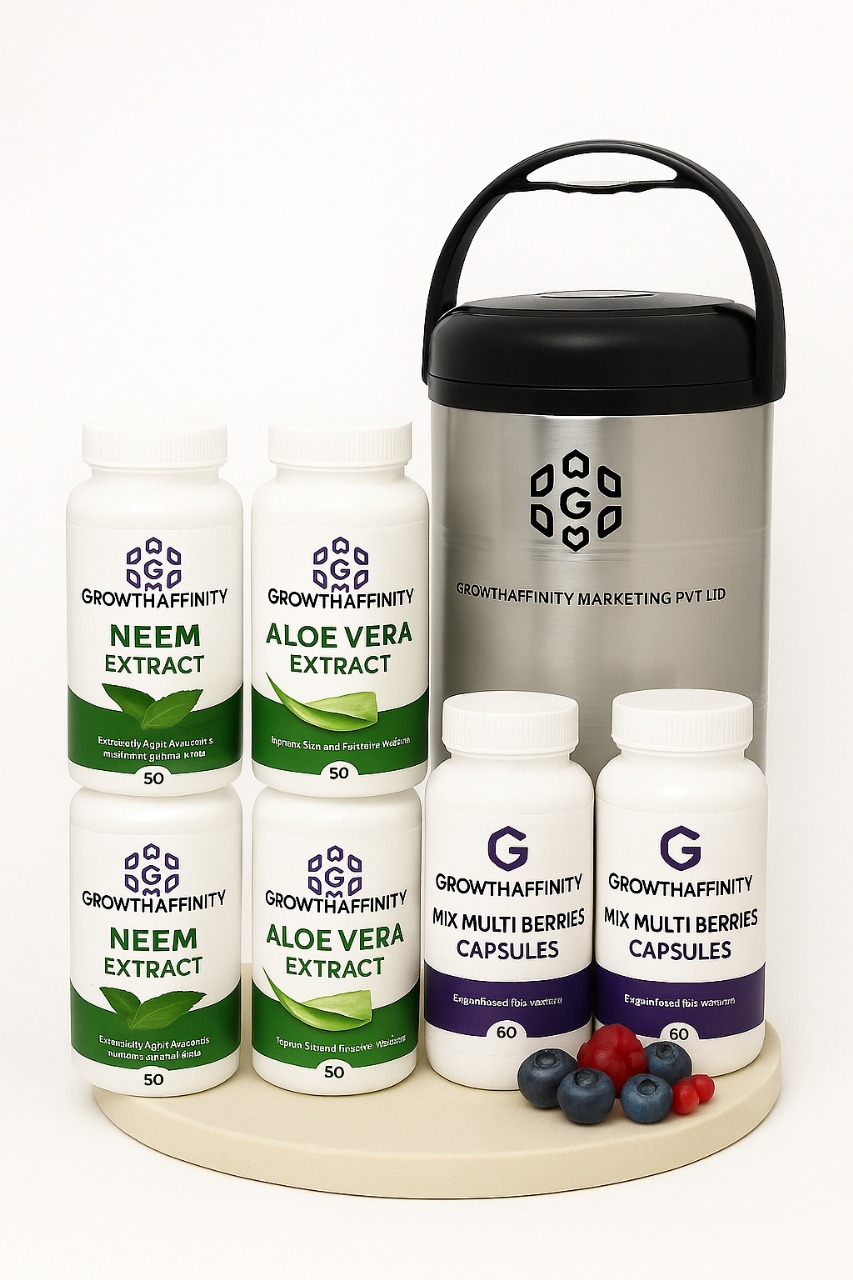 G
GROWTHAFFINITY MARKETING PVT LID
G
GROWTHAFFINITY
NEEM
EXTRACT
50
G
GROWTHAFFINITY
ALOE VERA
EXTRACT
50
G
GROWTHAFFINITY
NEEM
EXTRACT
50
G
GROWTHAFFINITY
ALOE VERA
EXTRACT
50
G
GROWTHAFFINITY
MIX MULTI BERRIES
CAPSULES
60
G
GROWTHAFFINITY
MIX MULTI BERRIES
CAPSULES
60